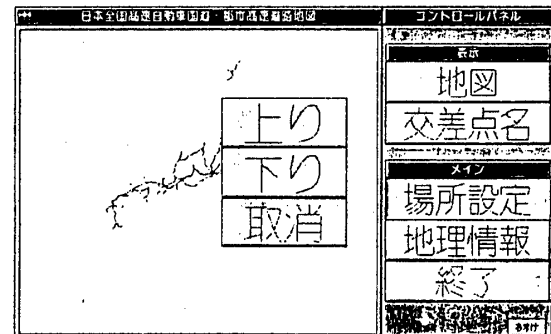 日本全国高速自動車国道・都市高速道路地図
上り
下り
取消
コントロールパネル
表示
地図
交差点名
メイン
場所設定
地理情報
終了